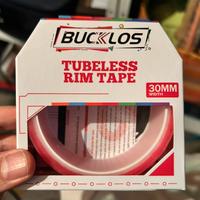 BUCKLOS
TUBELESS
RIM TAPE
30MM
WIDTH